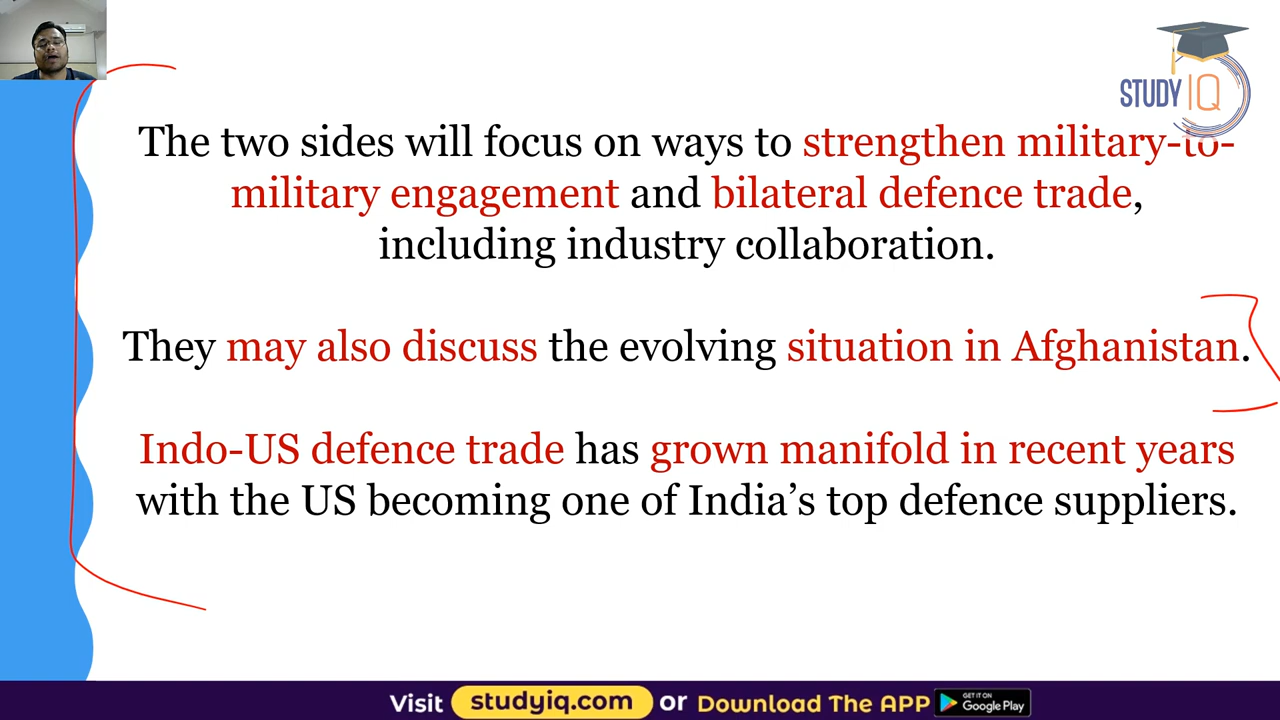 STUDY IQ
The two sides will focus on ways to strengthen military-to-
military engagement and bilateral defence trade,
including industry collaboration.
They may also discuss the evolving situation in Afghanistan.
Indo-US defence trade has grown manifold in recent years
with the US becoming one of India’s top defence suppliers.
Visit studyiq.com or Download The APP GET IT ON Google Play